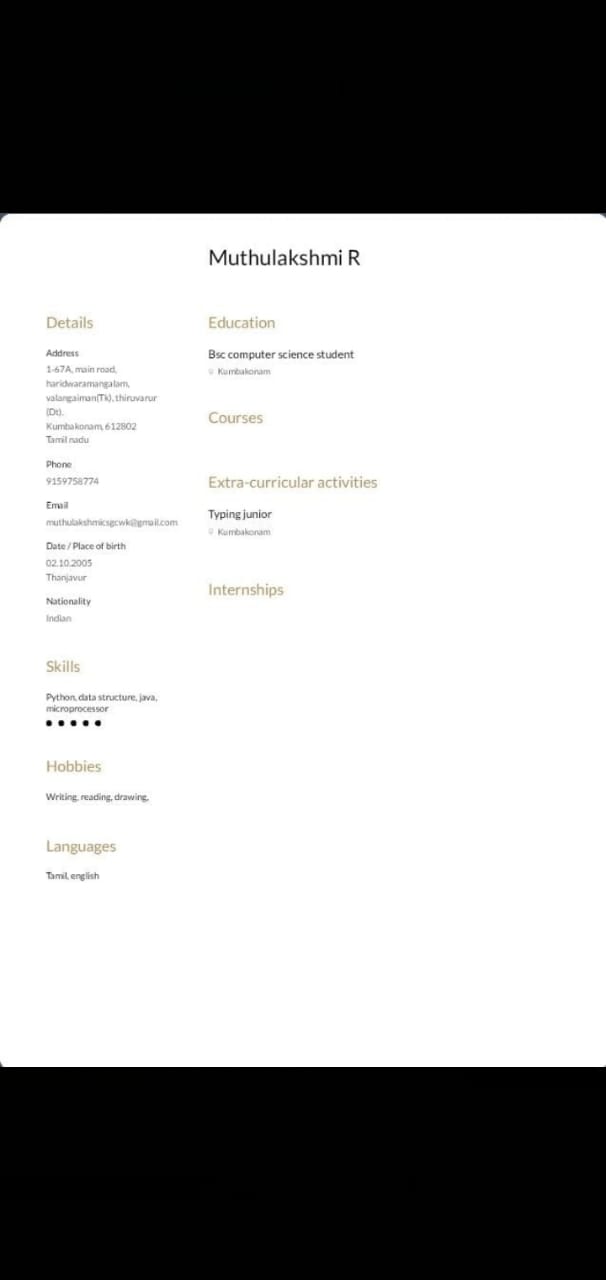 Muthulakshmi R
Details
Address
1-67A, main road,
haridwaramangalam,
valangaiman(Tk), thiruvarur
(Dt).
Kumbakonam, 612802
Tamil nadu
Phone
9159758774
Email
muthulakshmicsgcwk@gmail.com
Date / Place of birth
02.10.2005
Thanjavur
Nationality
Indian
Skills
Python, data structure, java,
microprocessor
Hobbies
Writing, reading, drawing,
Languages
Tamil, english
Education
Bsc computer science student
Kumbakonam
Courses
Extra-curricular activities
Typing junior
Kumbakonam
Internships